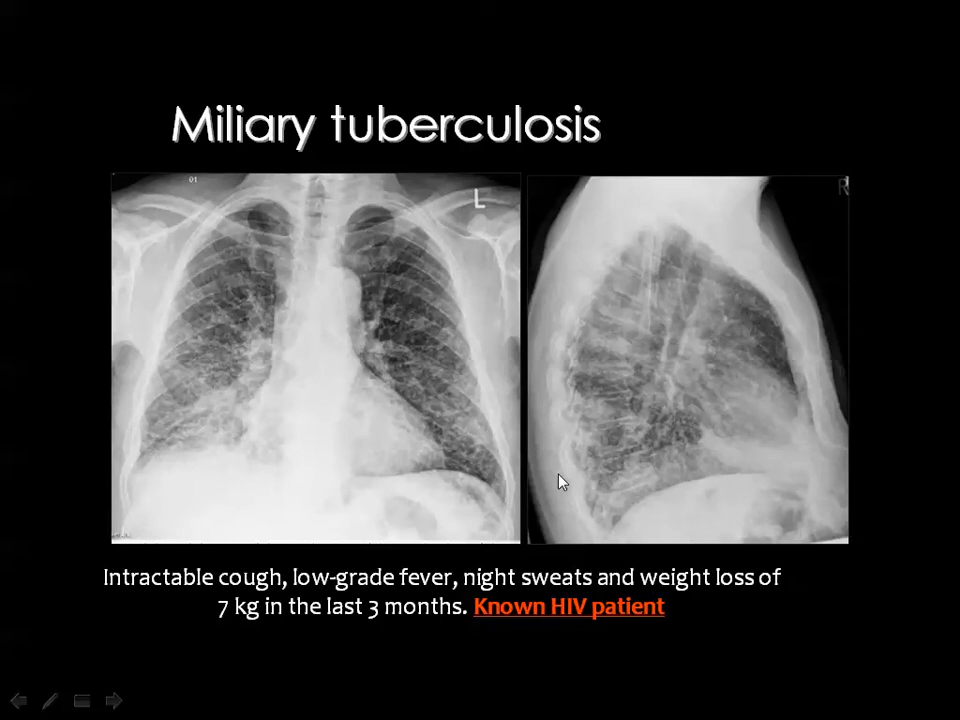 Miliary tuberculosis
01
L
R
Intractable cough, low-grade fever, night sweats and weight loss of
7 kg in the last 3 months. Known HIV patient